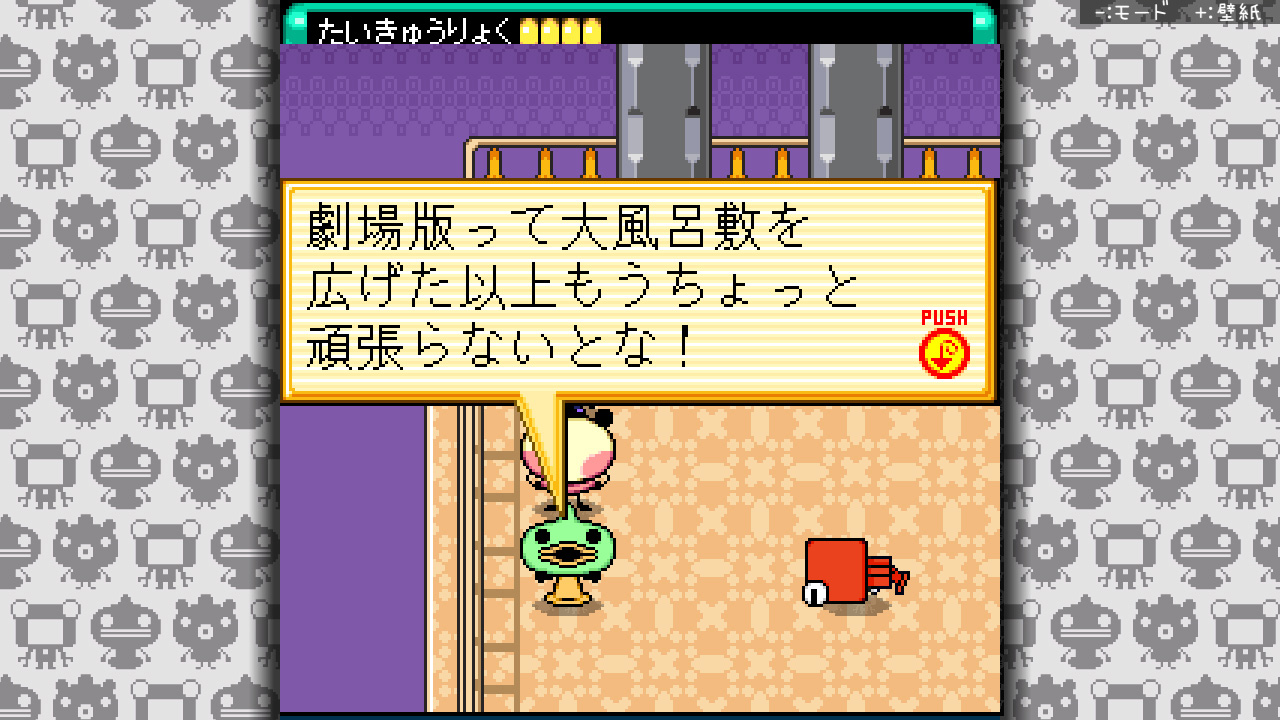 -:モード +:壁紙
たいきゅうりょく
劇場版って大風呂敷を
広げた以上もうちょっと
頑張らないとな!
PUSH